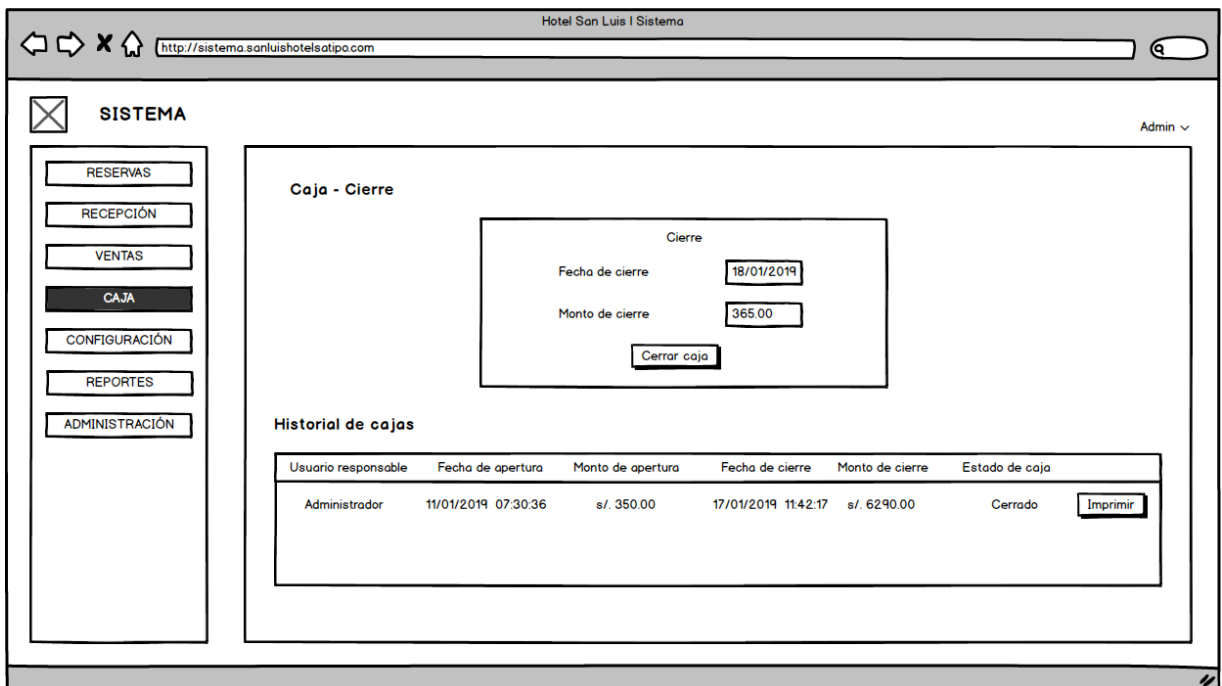 Hotel San Luis | Sistema
http://sistema.sanluishotelsatipo.com
SISTEMA
Admin
RESERVAS
RECEPCIÓN
VENTAS
CAJA
CONFIGURACIÓN
REPORTES
ADMINISTRACIÓN
Caja - Cierre
Cierre
Fecha de cierre 18/01/2019
Monto de cierre 365.00
Cerrar caja
Historial de cajas
Usuario responsable Fecha de apertura Monto de apertura Fecha de cierre Monto de cierre Estado de caja
Administrador 11/01/2019 07:30:36 s/. 350.00 17/01/2019 11:42:17 s/. 6290.00 Cerrado Imprimir